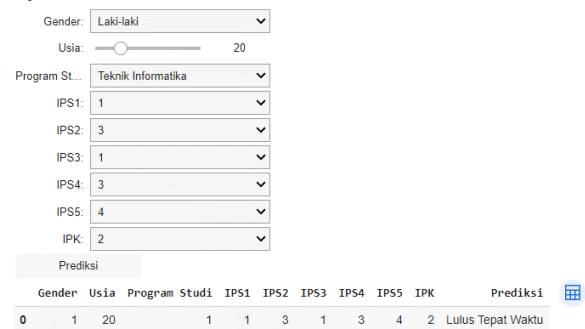 Gender: Laki-laki
Usia: 20
Program St... Teknik Informatika
IPS1: 1
IPS2: 3
IPS3: 1
IPS4: 3
IPS5: 4
IPK: 2
Prediksi
Gender Usia Program Studi IPS1 IPS2 IPS3 IPS4 IPS5 IPK Prediksi
0 1 20 1 1 3 1 3 4 2 Lulus Tepat Waktu